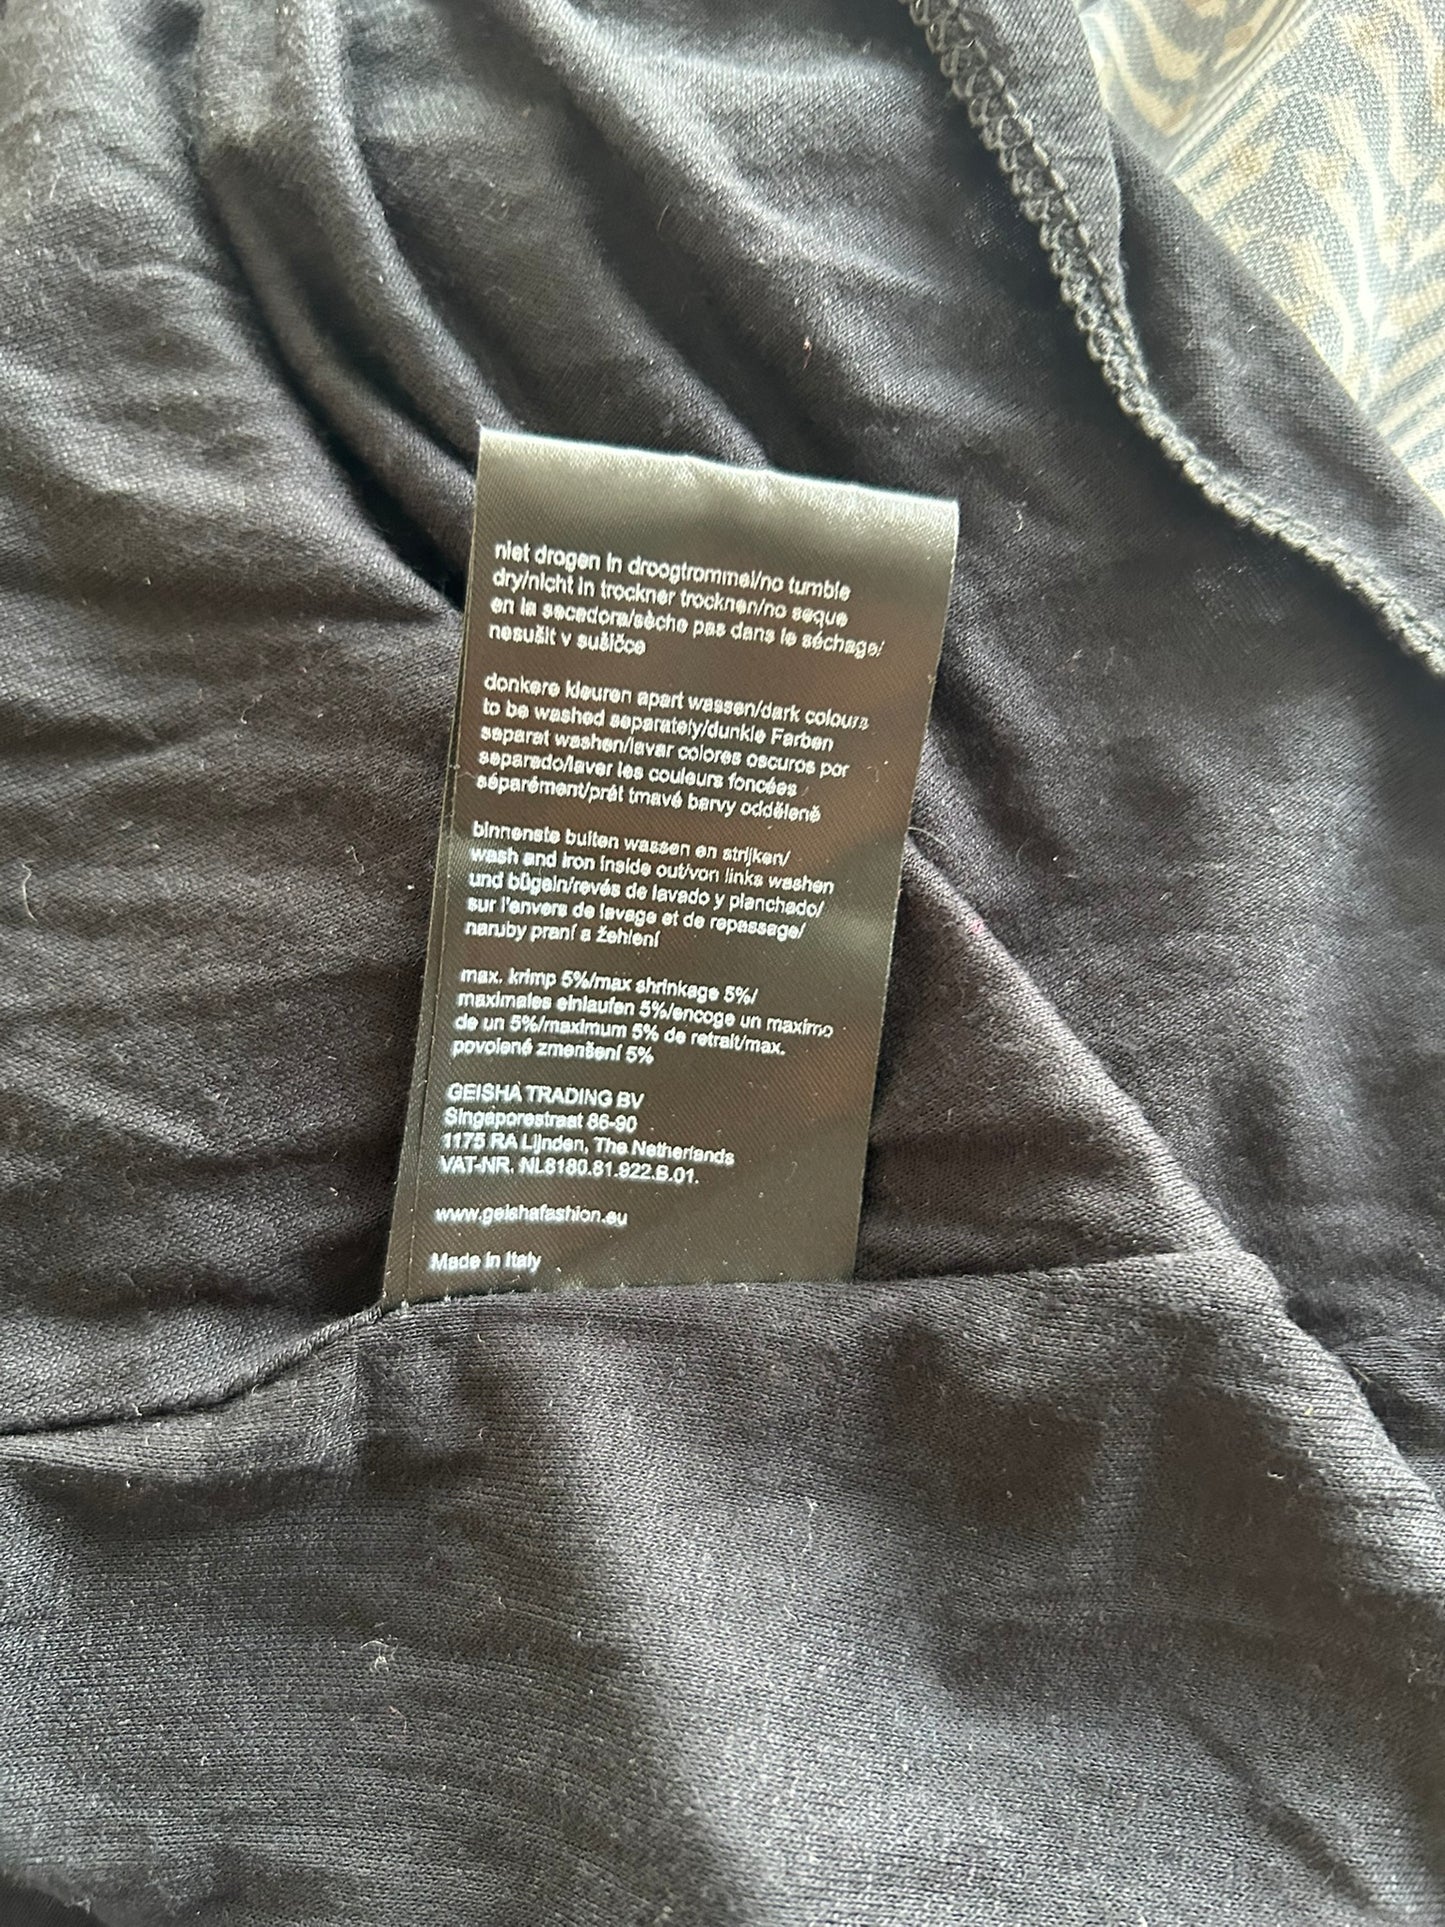 niet drogen in droogtrommel/no tumble
dry/nicht in trockner trocknen/no seque
en la secadora/sèche pas dans le séchage/
nesušit v sušičce
donkere kleuren apart wassen/dark colours
to be washed separately/dunkle Farben
separat washen/lavar colores oscuros por
separado/laver les couleurs foncées
séparément/prát tmavé barvy odděleně
binnenste buiten wassen en strijken/
wash and iron inside out/von links washen
und bügeln/revés de lavado y planchado/
sur l'envers de lavage et de repassage/
naruby praní a žehlení
max. krimp 5%/max shrinkage 5%/
maximales einlaufen 5%/encoge un maximo
de un 5%/maximum 5% de retrait/max.
povolené zmenšení 5%
GEISHA TRADING BV
Singaporestraat 86-90
1175 RA Lijnden, The Netherlands
VAT-NR. NL8180.81.922.B.01.
www.geishafashion.eu
Made in Italy